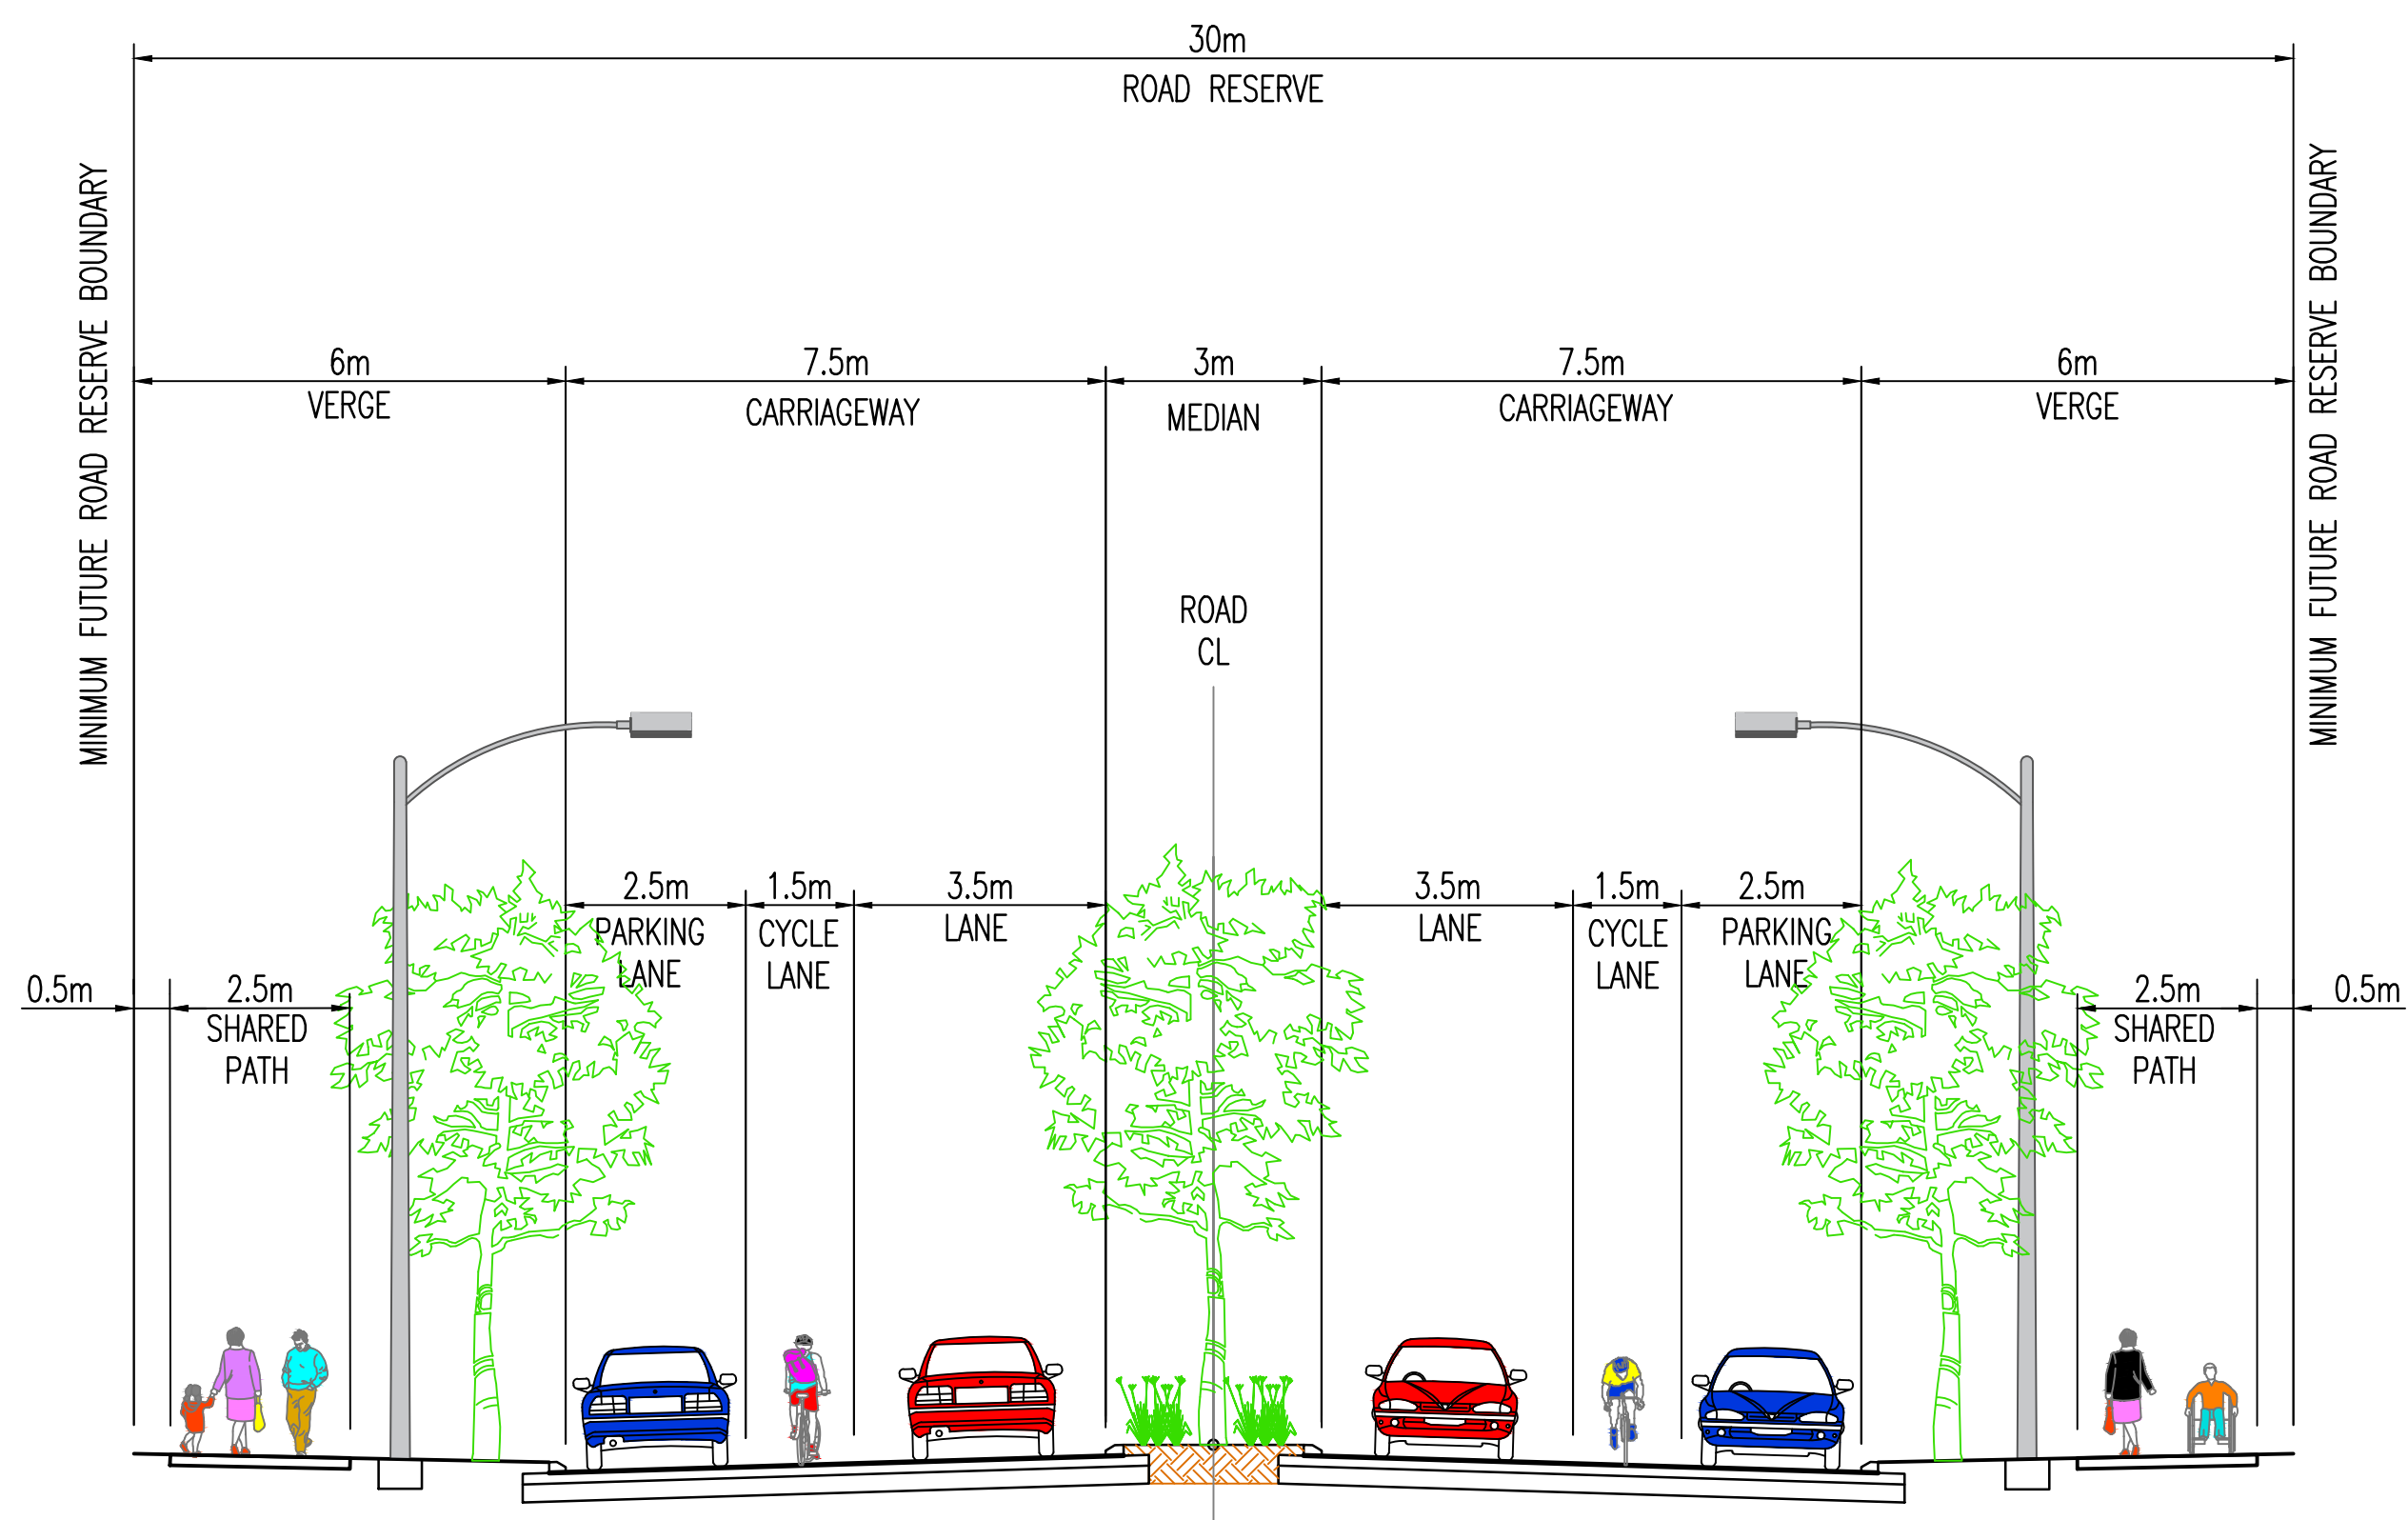 30m
ROAD RESERVE
MINIMUM FUTURE ROAD RESERVE BOUNDARY
MINIMUM FUTURE ROAD RESERVE BOUNDARY
6m
VERGE
7.5m
CARRIAGEWAY
3m
MEDIAN
7.5m
CARRIAGEWAY
6m
VERGE
ROAD
CL
2.5m
PARKING
LANE
1.5m
CYCLE
LANE
3.5m
LANE
3.5m
LANE
1.5m
CYCLE
LANE
2.5m
PARKING
LANE
0.5m
2.5m
SHARED
PATH
2.5m
SHARED
PATH
0.5m